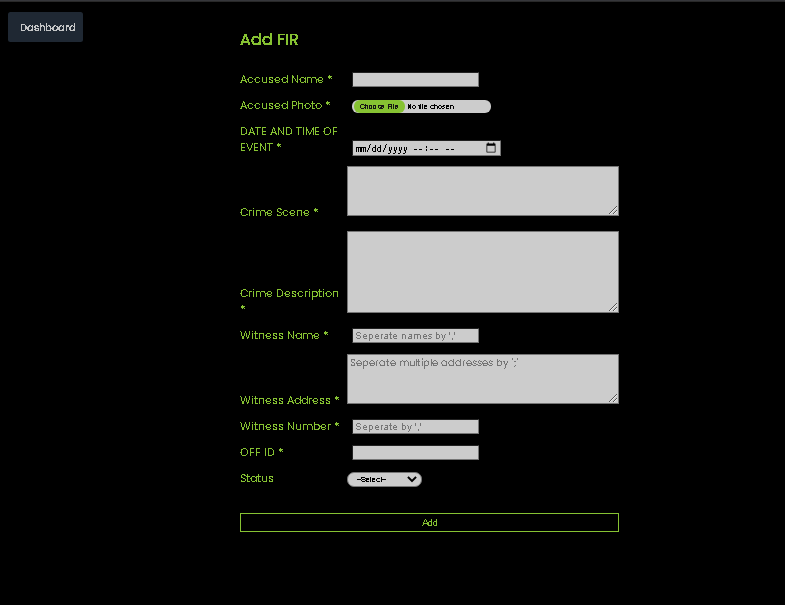 Dashboard
Add FIR
Accused Name *
Accused Photo * Choose File No file chosen
DATE AND TIME OF
EVENT * mm/dd/yyyy --:-- --
Crime Scene *
Crime Description
*
Witness Name * Seperate names by ','
Seperate multiple addresses by ';'
Witness Address *
Witness Number * Seperate by ','
OFF ID *
Status --Select--
Add